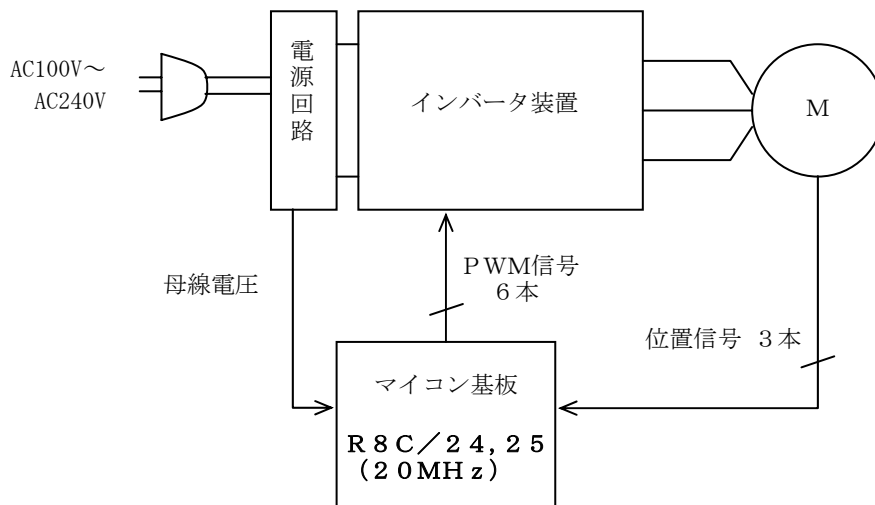 AC100V～
AC240V
電源回路
インバータ装置
M
母線電圧
PWM信号
６本
位置信号 ３本
マイコン基板
Ｒ８Ｃ／２４,２５
（２０ＭＨｚ）